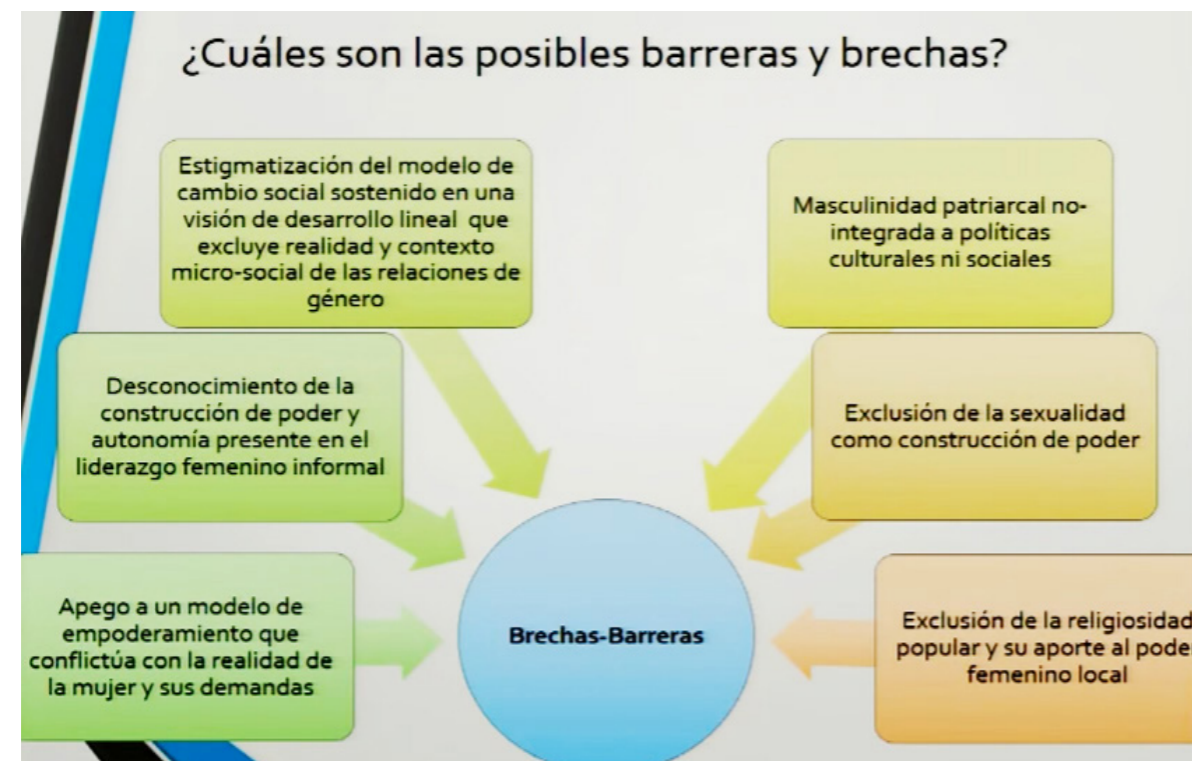 ¿Cuáles son las posibles barreras y brechas?
Estigmatización del modelo de
cambio social sostenido en una
visión de desarrollo lineal que
excluye realidad y contexto
micro-social de las relaciones de
género
Masculinidad patriarcal no-
integrada a políticas
culturales ni sociales
Desconocimiento de la
construcción de poder y
autonomía presente en el
liderazgo femenino informal
Exclusión de la sexualidad
como construcción de poder
Apego a un modelo de
empoderamiento que
conflictúa con la realidad de
la mujer y sus demandas
Brechas-Barreras
Exclusión de la religiosidad
popular y su aporte al poder
femenino local